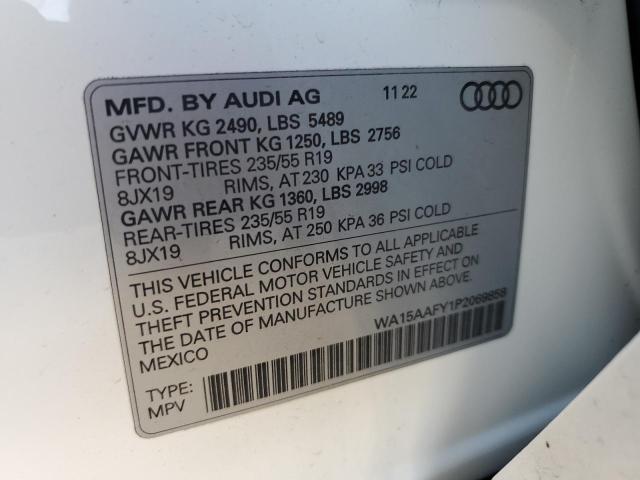 MFD. BY AUDI AG 11 22
GVWR KG 2490, LBS 5489
GAWR FRONT KG 1250, LBS 2756
FRONT-TIRES 235/55 R19
8JX19 RIMS, AT 230 KPA 33 PSI COLD
GAWR REAR KG 1360, LBS 2998
REAR-TIRES 235/55 R19
8JX19 RIMS, AT 250 KPA 36 PSI COLD
THIS VEHICLE CONFORMS TO ALL APPLICABLE
U.S. FEDERAL MOTOR VEHICLE SAFETY AND
THEFT PREVENTION STANDARDS IN EFFECT ON
THE DATE OF MANUFACTURE SHOWN ABOVE.
MEXICO WA15AAFY1P2069858
TYPE:
MPV